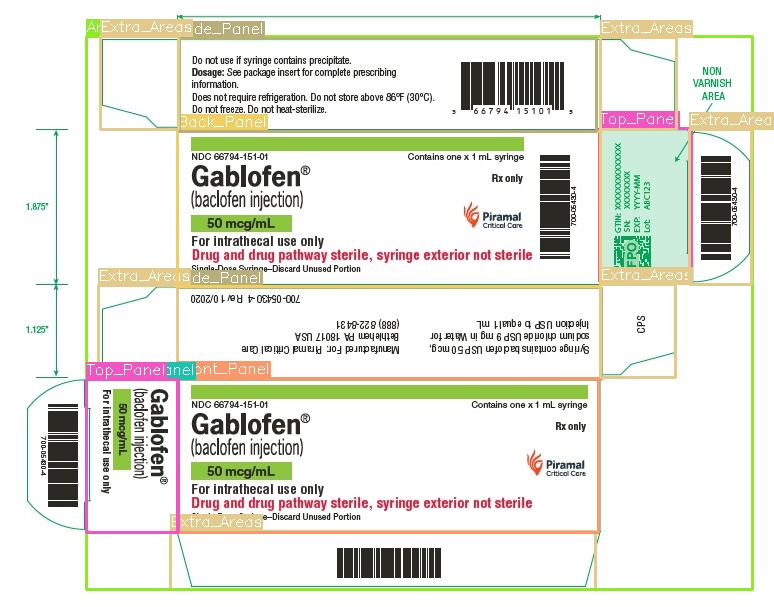 Extra_Areas
de_Panel
Do not use if syringe contains precipitate.
Dosage: See package insert for complete prescribing
information.
Does not require refrigeration. Do not store above 86°F (30°C).
Do not freeze. Do not heat-sterilize.
3 66794 15101 5
Extra_Areas
NON
VARNISH
AREA
Back_Panel
Top_Pane
Extra_Area
1.875"
NDC 66794-151-01
Contains one x 1 mL syringe
Gablofen®
(baclofen injection)
Rx only
50 mcg/mL
Piramal
Critical Care
For intrathecal use only
Drug and drug pathway sterile, syringe exterior not sterile
Single-Dose Syringe–Discard Unused Portion
700-05430-4
GTIN: XXXXXXXXXXXXXX
SN: XXXXXXXX
EXP: YYYY-MM
Lot: ABC123
FPO
700-05430-4
Extra_Areas
de_Panel
Extra_Areas
1.125"
Syringe contains baclofen USP 50 mcg,
sodium chloride USP 9 mg in Water for
Injection USP to equal 1 mL
Manufactured For: Piramal Critical Care
Bethlehem, PA 18017 USA
(888) 822-8431
700-05430-4 Rev 10/2020
CPS
Top_Panel
anel
ont_Panel
NDC 66794-151-01
Contains one x 1 mL syringe
Gablofen®
(baclofen injection)
Rx only
50 mcg/mL
Piramal
Critical Care
For intrathecal use only
Drug and drug pathway sterile, syringe exterior not sterile
Discard Unused Portion
Gablofen®
(baclofen injection)
50 mcg/mL
For intrathecal use only
700-05430-4
Extra_Areas